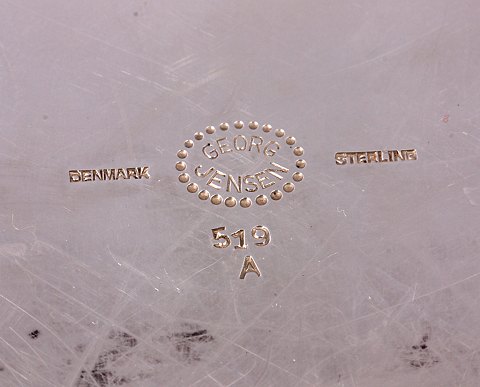 GEORG
JENSEN
DENMARK
STERLING
519
A